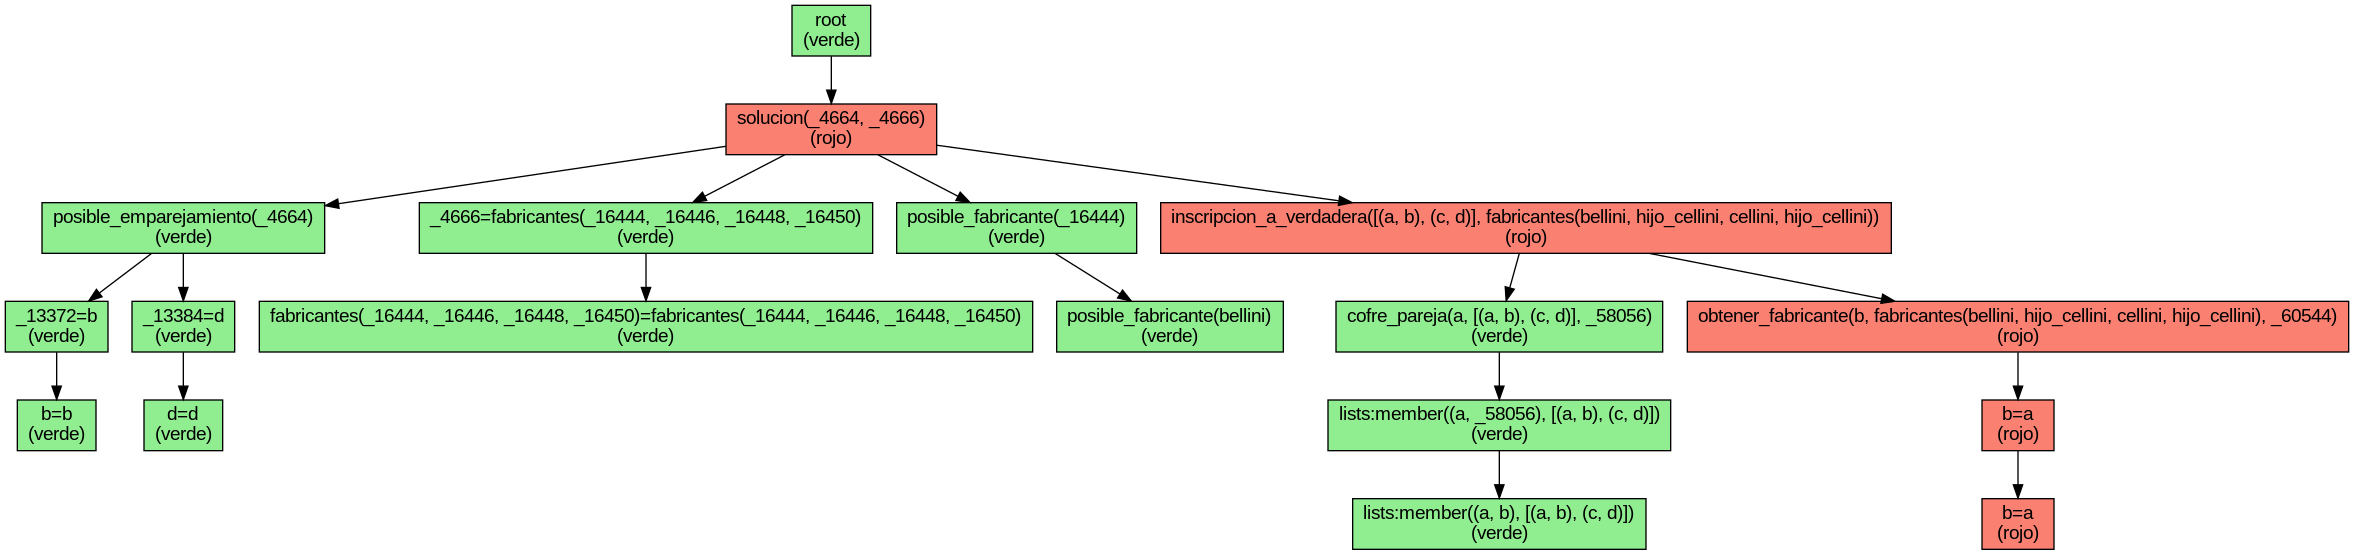 root
(verde)
solucion(_4664, _4666)
(rojo)
posible_emparejamiento(_4664)
(verde)
_4666=fabricantes(_16444, _16446, _16448, _16450)
(verde)
posible_fabricante(_16444)
(verde)
inscripcion_a_verdadera([(a, b), (c, d)], fabricantes(bellini, hijo_cellini, cellini, hijo_cellini))
(rojo)
_13372=b
(verde)
_13384=d
(verde)
fabricantes(_16444, _16446, _16448, _16450)=fabricantes(_16444, _16446, _16448, _16450)
(verde)
posible_fabricante(bellini)
(verde)
cofre_pareja(a, [(a, b), (c, d)], _58056)
(verde)
obtener_fabricante(b, fabricantes(bellini, hijo_cellini, cellini, hijo_cellini), _60544)
(rojo)
b=b
(verde)
d=d
(verde)
lists:member((a, _58056), [(a, b), (c, d)])
(verde)
b=a
(rojo)
lists:member((a, b), [(a, b), (c, d)])
(verde)
b=a
(rojo)